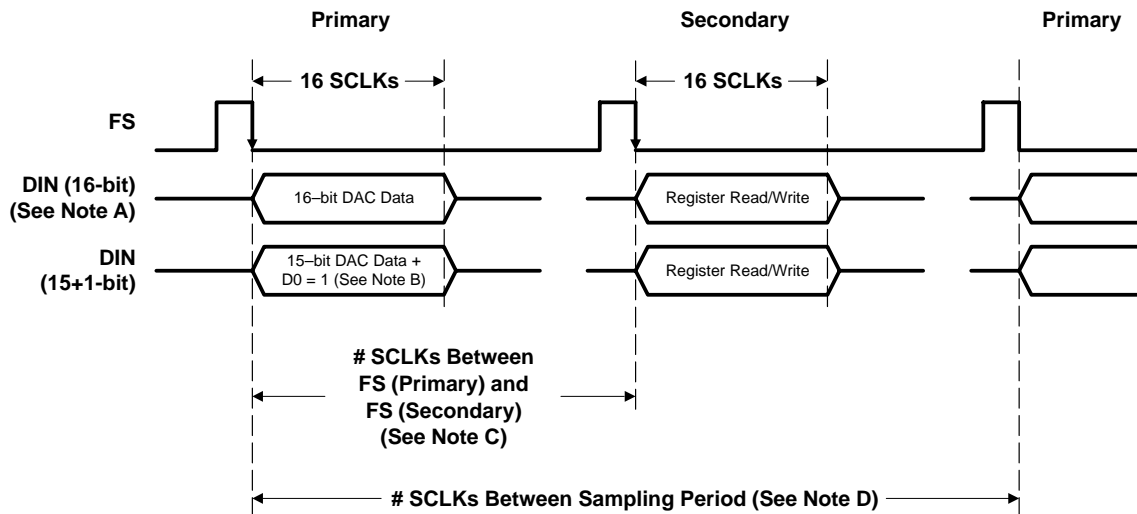 Primary
Secondary
Primary
16 SCLKs
16 SCLKs
FS
DIN (16-bit)
(See Note A)
16–bit DAC Data
Register Read/Write
DIN
(15+1-bit)
15–bit DAC Data +
D0 = 1 (See Note B)
Register Read/Write
# SCLKs Between
FS (Primary) and
FS (Secondary)
(See Note C)
# SCLKs Between Sampling Period (See Note D)